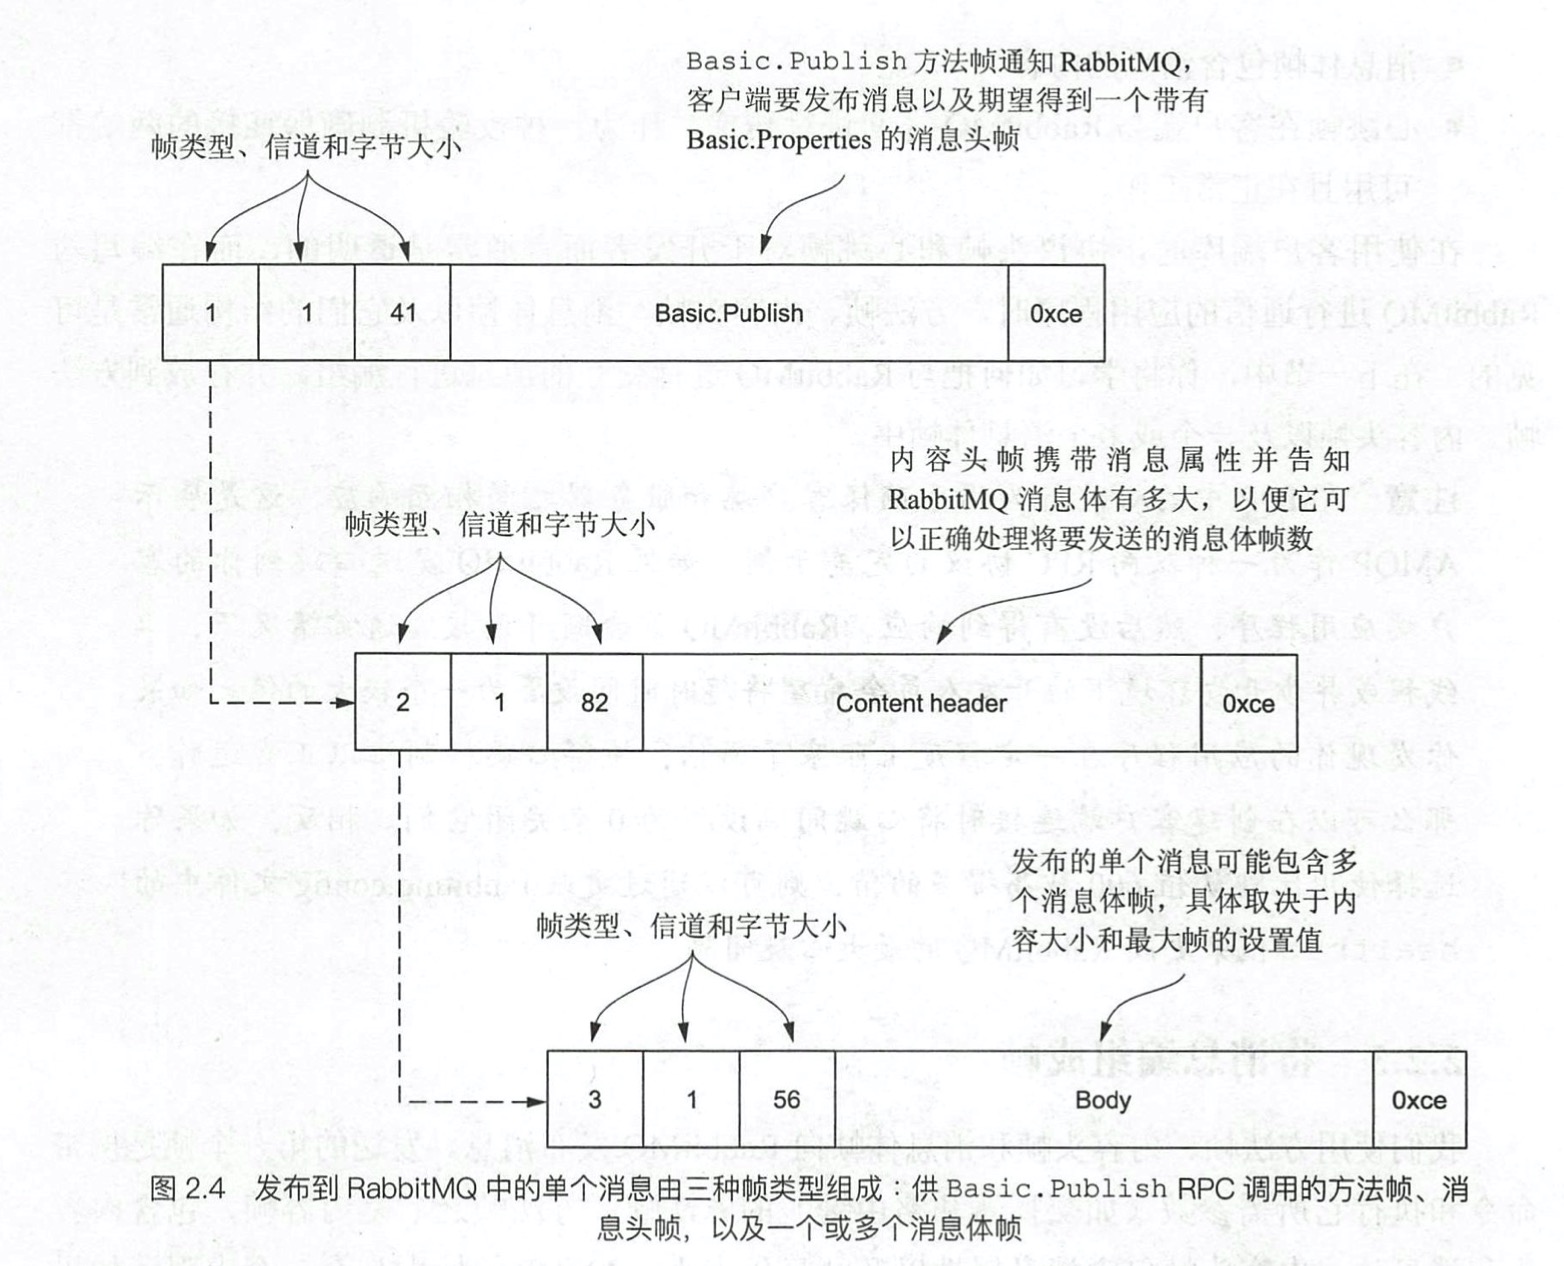 Basic.Publish 方法帧通知 RabbitMQ，
客户端要发布消息以及期望得到一个带有
Basic.Properties 的消息头帧
帧类型、信道和字节大小
1 1 41 Basic.Publish 0xce
内容头帧携带消息属性并告知
RabbitMQ 消息体有多大，以便它可
以正确处理将要发送的消息体帧数
帧类型、信道和字节大小
2 1 82 Content header 0xce
发布的单个消息可能包含多
个消息体帧，具体取决于内
容大小和最大帧的设置值
帧类型、信道和字节大小
3 1 56 Body 0xce
图 2.4 发布到 RabbitMQ 中的单个消息由三种帧类型组成：供 Basic.Publish RPC 调用的方法帧、消
息头帧，以及一个或多个消息体帧